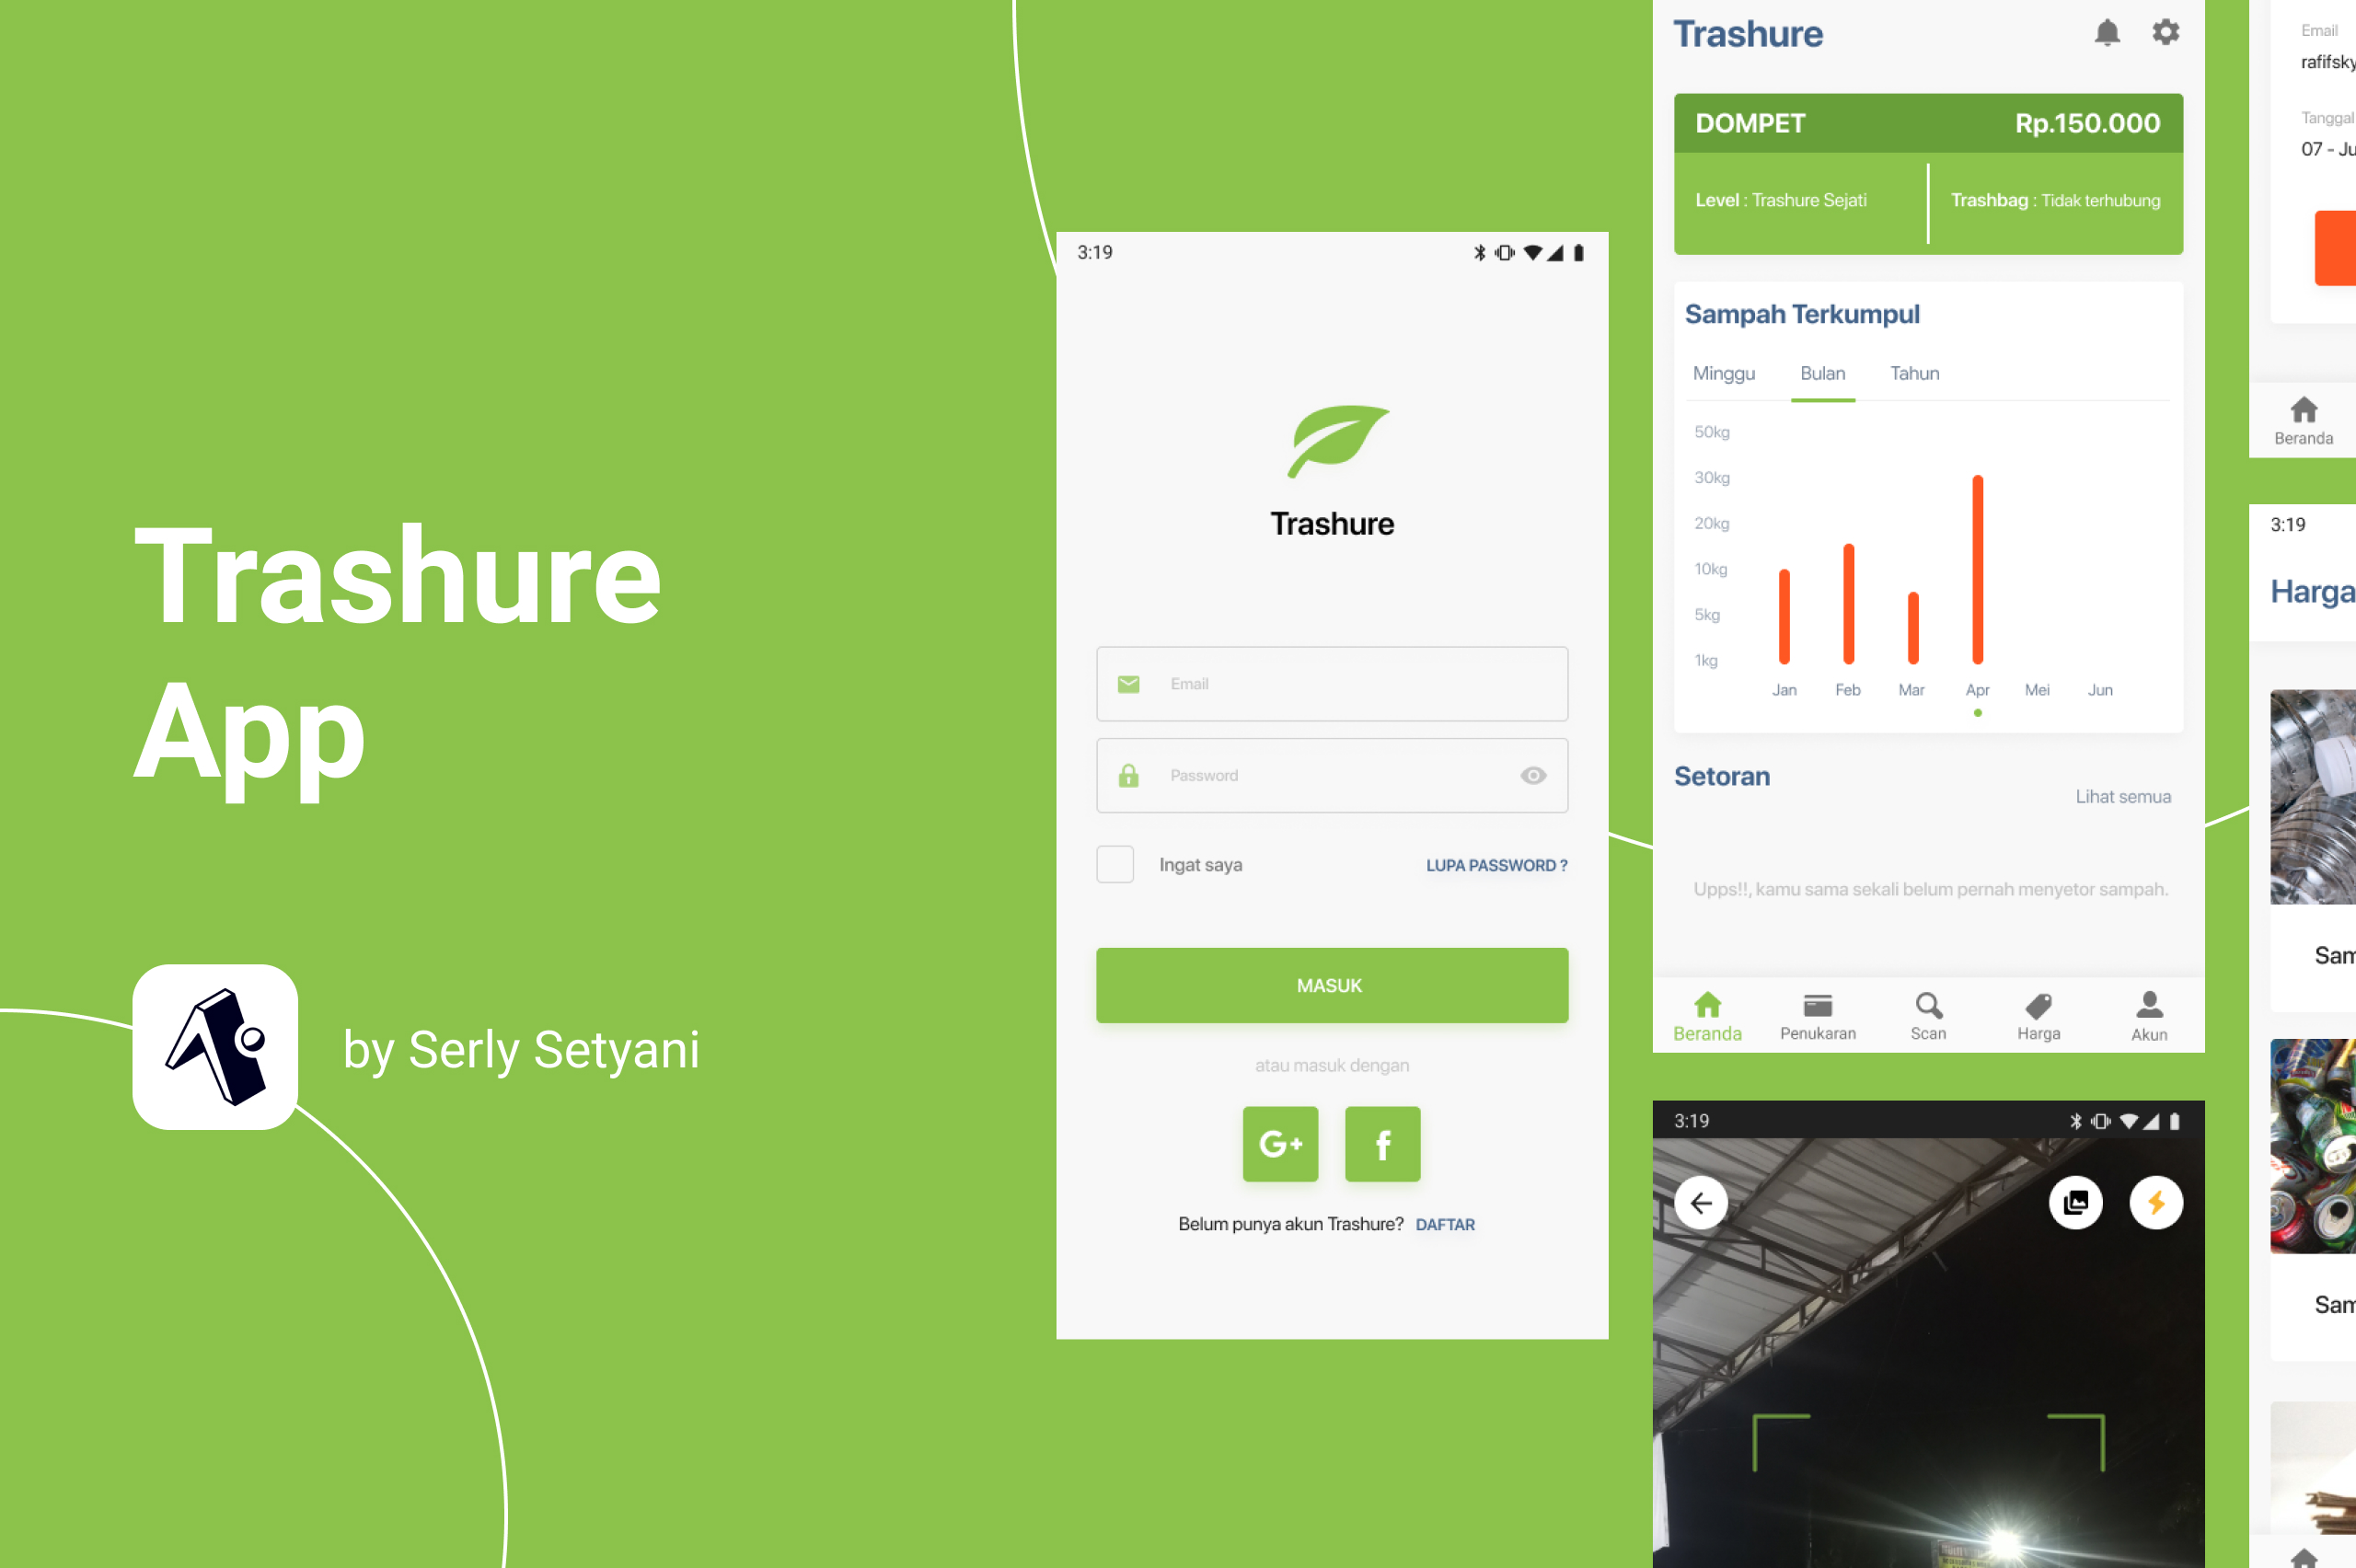 Trashure
App
by Serly Setyani
3:19
Trashure
Email
Password
Ingat saya
LUPA PASSWORD ?
MASUK
atau masuk dengan
G+
f
Belum punya akun Trashure? DAFTAR
Trashure
DOMPET Rp.150.000
Level : Trashure Sejati
Trashbag : Tidak terhubung
Sampah Terkumpul
Minggu Bulan Tahun
50kg
30kg
20kg
10kg
5kg
1kg
Jan Feb Mar Apr Mei Jun
Setoran
Lihat semua
Upps!!, kamu sama sekali belum pernah menyetor sampah.
Beranda Penukaran Scan Harga Akun
3:19
Email
rafifsky
Tanggal
07 - Ju
Beranda
3:19
Harga
Sam
Sam